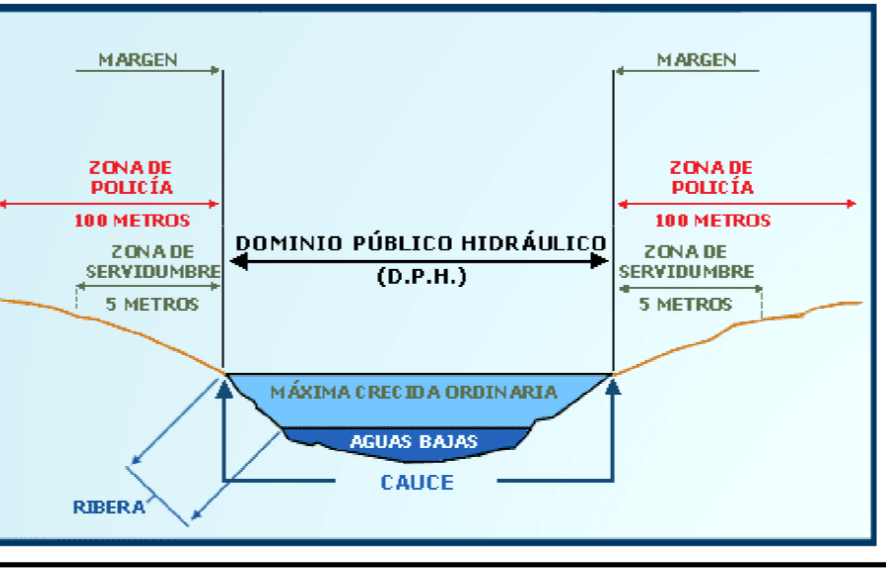 MARGEN
MARGEN
ZONA DE
POLICÍA
100 METROS
ZONA DE
POLICÍA
100 METROS
ZONA DE
SERVIDUMBRE
5 METROS
DOMINIO PÚBLICO HIDRÁULICO
(D.P.H.)
ZONA DE
SERVIDUMBRE
5 METROS
MÁXIMA CRECIDA ORDINARIA
AGUAS BAJAS
CAUCE
RIBERA